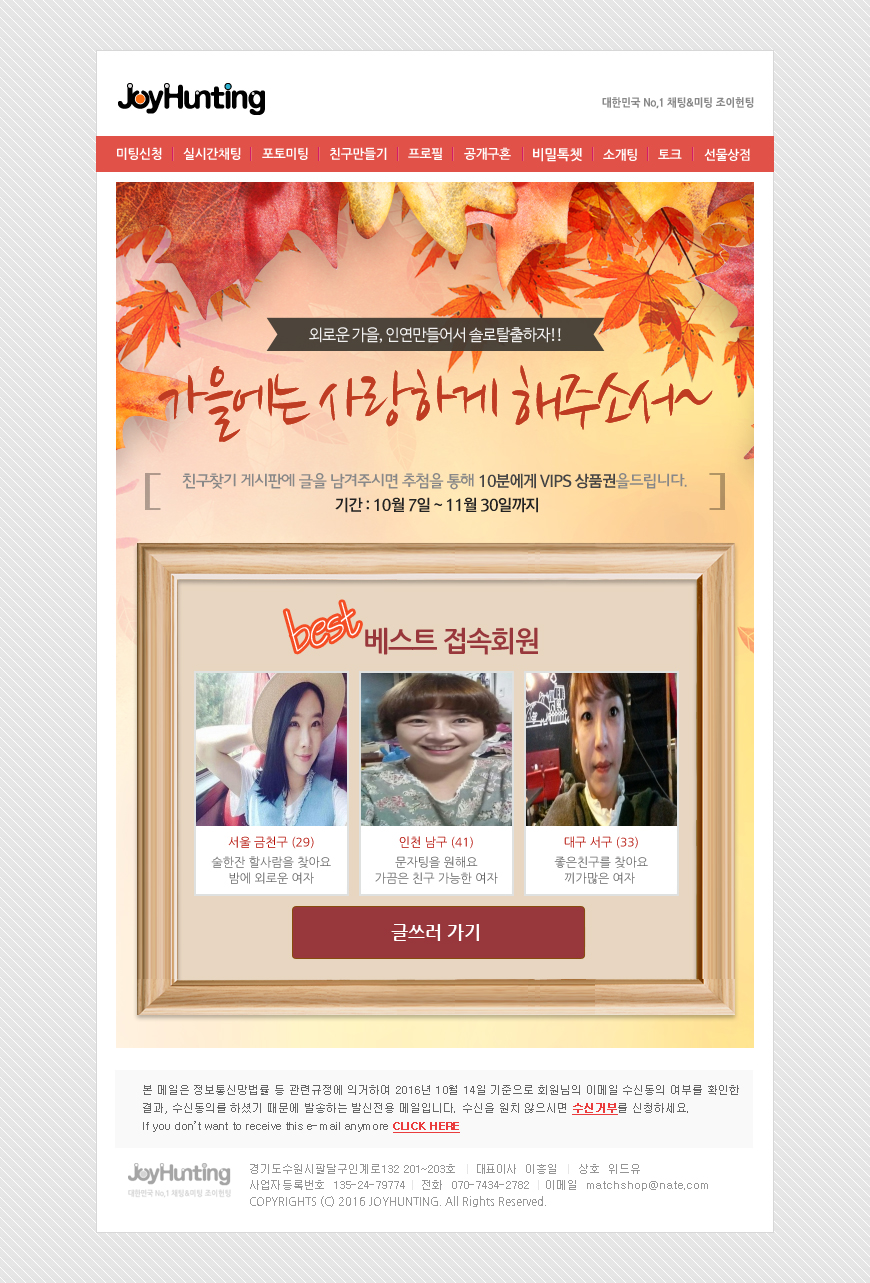 JoyHunting
대한민국 No.1 채팅&미팅 조이헌팅
미팅신청 실시간채팅 포토미팅 친구만들기 프로필 공개구혼 비밀톡챗 소개팅 토크 선물상점
외로운 가을, 인연만들어서 솔로탈출하자!!
가을에는 사랑하게 해주소서~
친구찾기 게시판에 글을 남겨주시면 추첨을 통해 10분에게 VIPS 상품권을드립니다.
기간 : 10월 7일 ~ 11월 30일까지
best 베스트 접속회원
서울 금천구 (29)
술한잔 할사람을 찾아요
밤에 외로운 여자
인천 남구 (41)
문자팅을 원해요
가끔은 친구 가능한 여자
대구 서구 (33)
좋은친구를 찾아요
끼가많은 여자
글쓰러 가기
본 메일은 정보통신망법률 등 관련규정에 의거하여 2016년 10월 14일 기준으로 회원님의 이메일 수신동의 여부를 확인한
결과, 수신동의를 하셨기 때문에 발송하는 발신전용 메일입니다. 수신을 원치 않으시면 수신거부를 신청하세요.
If you don't want to receive this e-mail anymore CLICK HERE
JoyHunting
대한민국 No.1 채팅&미팅 조이헌팅
경기도수원시팔달구인계로132 201~203호 | 대표이사 이흥일 | 상호 위드유
사업자등록번호 135-24-79774 | 전화 070-7434-2782 | 이메일 matchshop@nate.com
COPYRIGHTS (C) 2016 JOYHUNTING. All Rights Reserved.